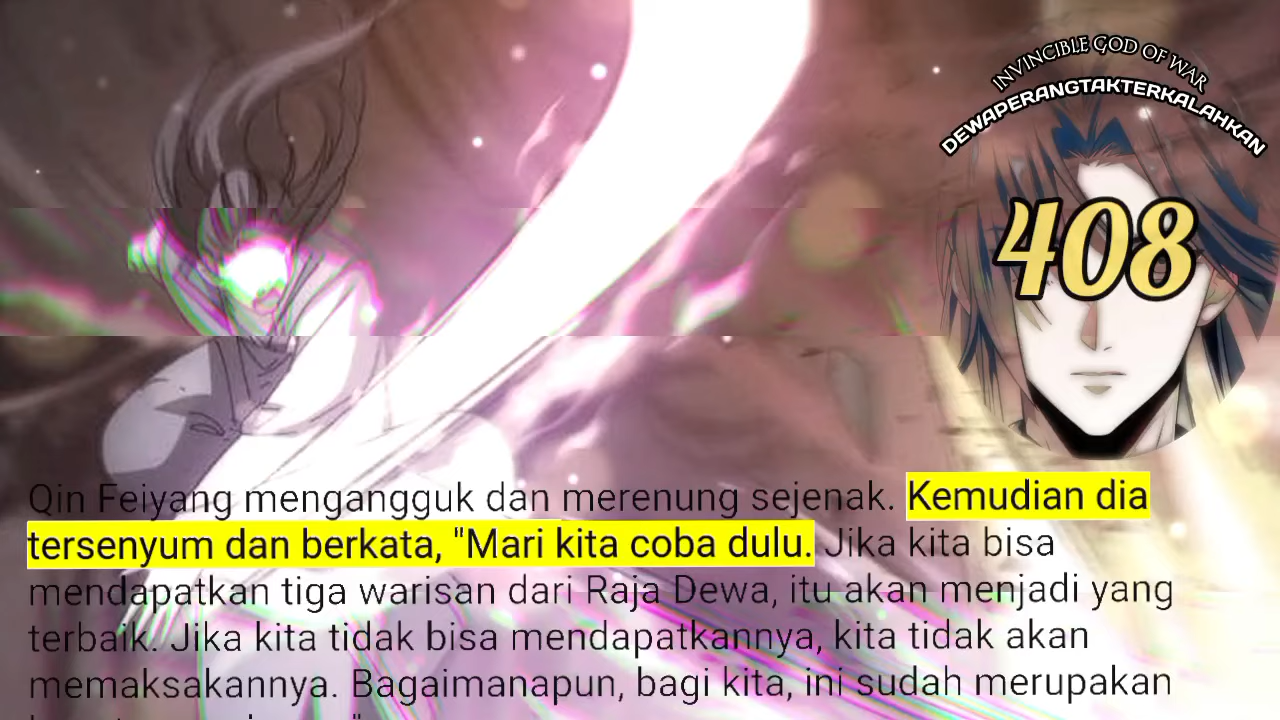 INVINCIBLE GOD OF WAR
DEWAPERANGTAKTERKALAHKAN
408
Qin Feiyang mengangguk dan merenung sejenak. Kemudian dia
tersenyum dan berkata, "Mari kita coba dulu. Jika kita bisa
mendapatkan tiga warisan dari Raja Dewa, itu akan menjadi yang
terbaik. Jika kita tidak bisa mendapatkannya, kita tidak akan
memaksakannya. Bagaimanapun, bagi kita, ini sudah merupakan